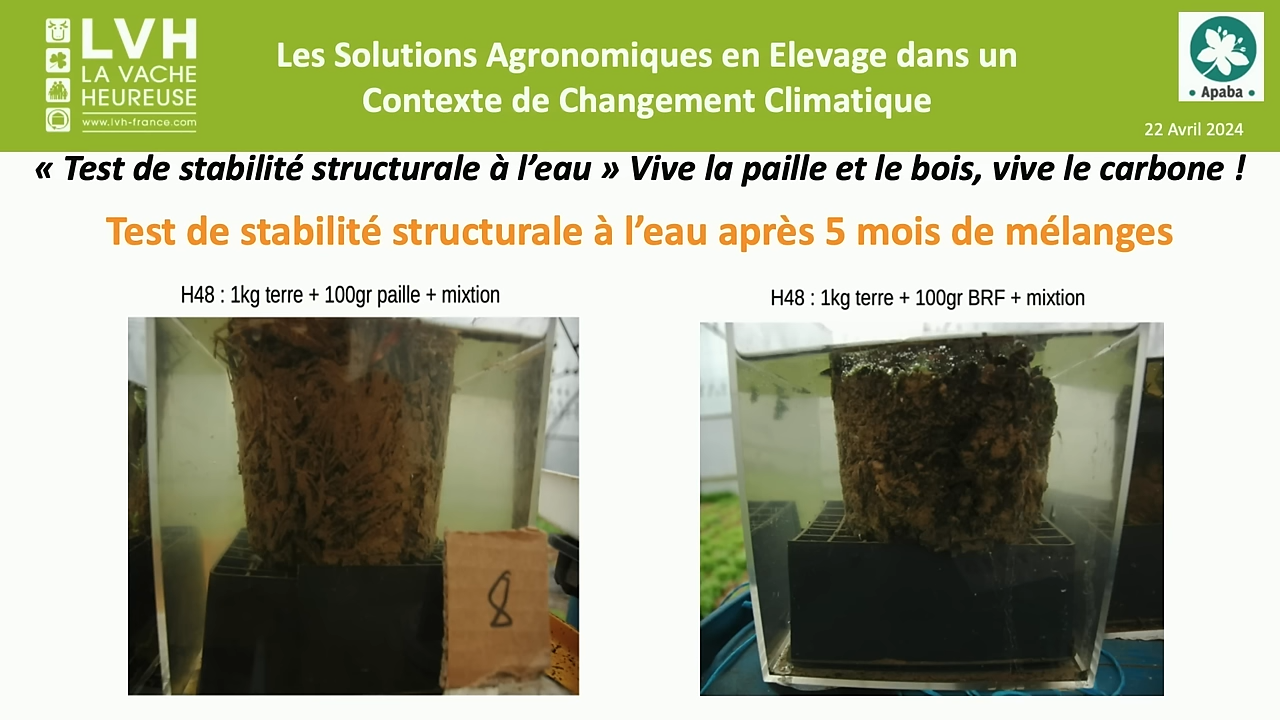 LVH
LA VACHE
HEUREUSE
www.lvh-france.com
Les Solutions Agronomiques en Elevage dans un
Contexte de Changement Climatique
• Apaba •
22 Avril 2024
« Test de stabilité structurale à l’eau » Vive la paille et le bois, vive le carbone !
Test de stabilité structurale à l’eau après 5 mois de mélanges
H48 : 1kg terre + 100gr paille + mixtion
H48 : 1kg terre + 100gr BRF + mixtion
8